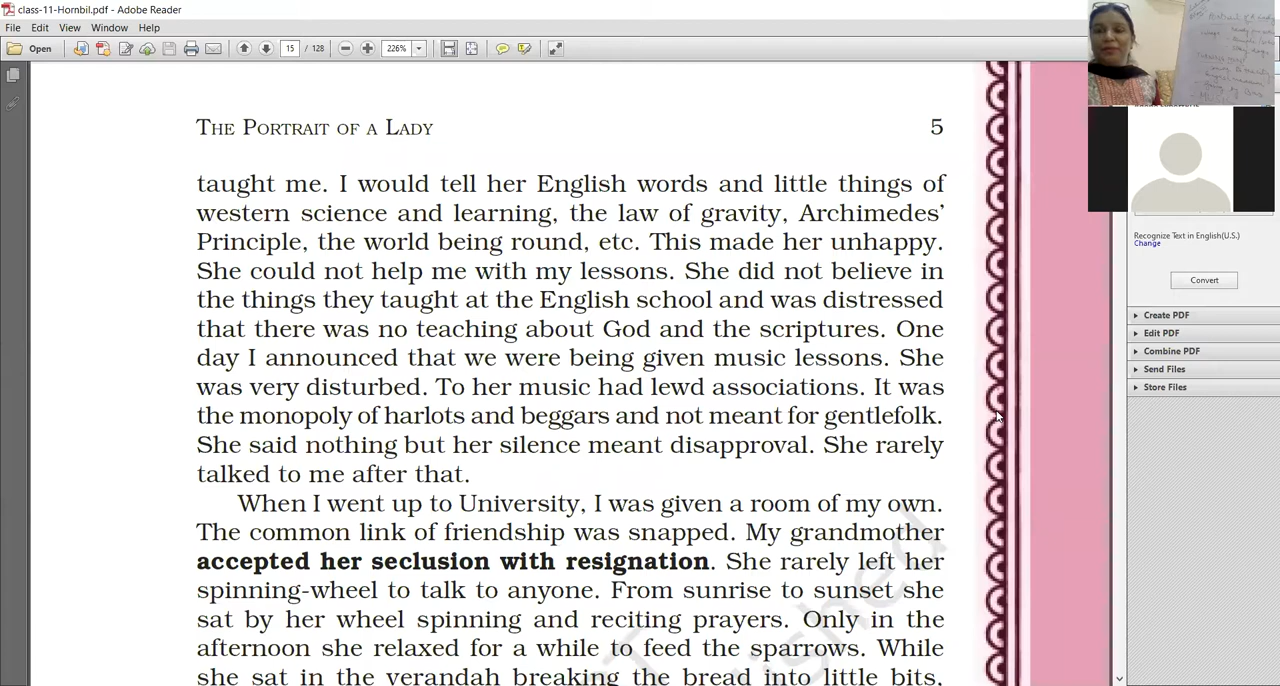 class-11-Hornbil.pdf - Adobe Reader
File Edit View Window Help
Open 15 / 128 226%
THE PORTRAIT OF A LADY 5
taught me. I would tell her English words and little things of
western science and learning, the law of gravity, Archimedes’
Principle, the world being round, etc. This made her unhappy.
She could not help me with my lessons. She did not believe in
the things they taught at the English school and was distressed
that there was no teaching about God and the scriptures. One
day I announced that we were being given music lessons. She
was very disturbed. To her music had lewd associations. It was
the monopoly of harlots and beggars and not meant for gentlefolk.
She said nothing but her silence meant disapproval. She rarely
talked to me after that.
When I went up to University, I was given a room of my own.
The common link of friendship was snapped. My grandmother
accepted her seclusion with resignation. She rarely left her
spinning-wheel to talk to anyone. From sunrise to sunset she
sat by her wheel spinning and reciting prayers. Only in the
afternoon she relaxed for a while to feed the sparrows. While
she sat in the verandah breaking the bread into little bits,
Portrait of a lady
Recognize Text in English(U.S.)
Change
Convert
Create PDF
Edit PDF
Combine PDF
Send Files
Store Files